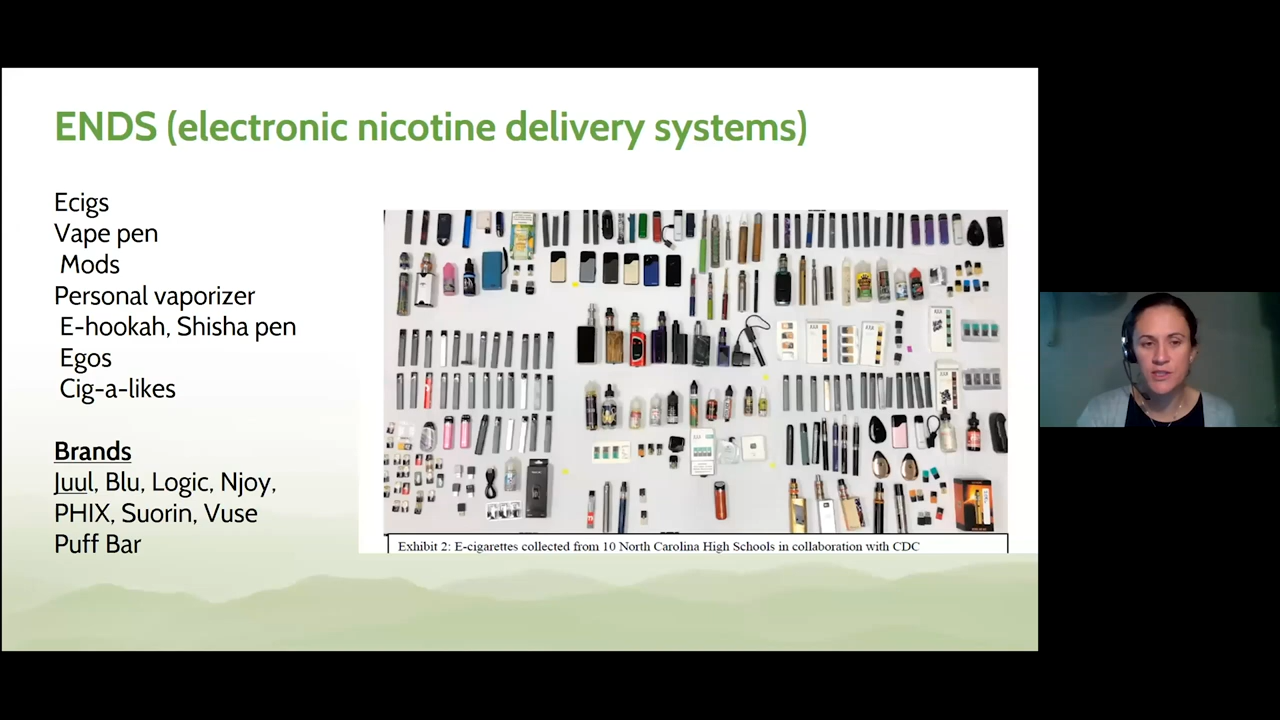 ENDS (electronic nicotine delivery systems)
Ecigs
Vape pen
Mods
Personal vaporizer
E-hookah, Shisha pen
Egos
Cig-a-likes
Brands
Juul, Blu, Logic, Njoy,
PHIX, Suorin, Vuse
Puff Bar
Exhibit 2: E-cigarettes collected from 10 North Carolina High Schools in collaboration with CDC